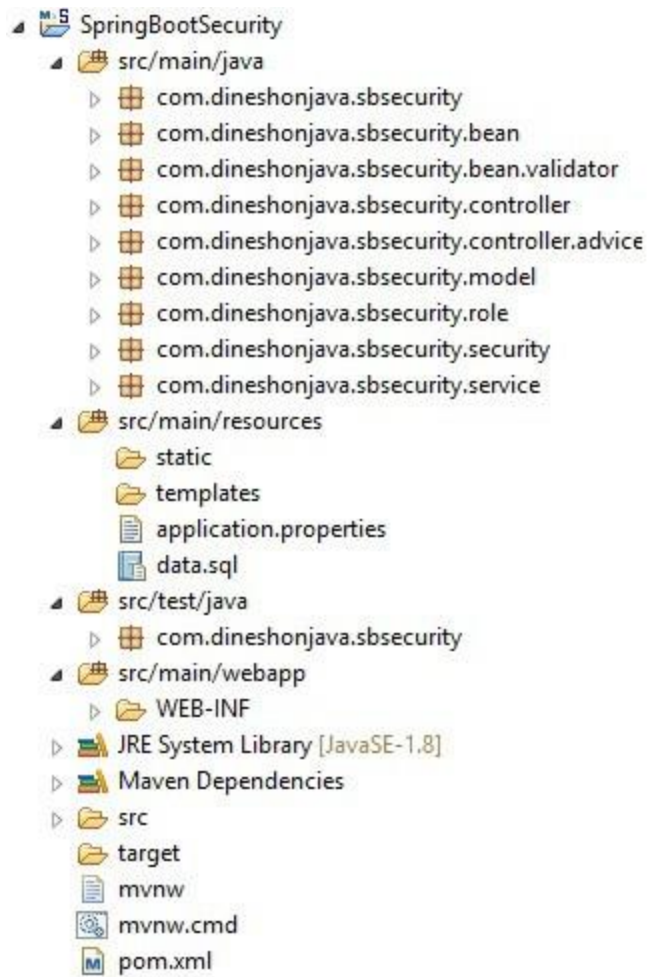 SpringBootSecurity
src/main/java
com.dineshonjava.sbsecurity
com.dineshonjava.sbsecurity.bean
com.dineshonjava.sbsecurity.bean.validator
com.dineshonjava.sbsecurity.controller
com.dineshonjava.sbsecurity.controller.advice
com.dineshonjava.sbsecurity.model
com.dineshonjava.sbsecurity.role
com.dineshonjava.sbsecurity.security
com.dineshonjava.sbsecurity.service
src/main/resources
static
templates
application.properties
data.sql
src/test/java
com.dineshonjava.sbsecurity
src/main/webapp
WEB-INF
JRE System Library [JavaSE-1.8]
Maven Dependencies
src
target
mvnw
mvnw.cmd
pom.xml